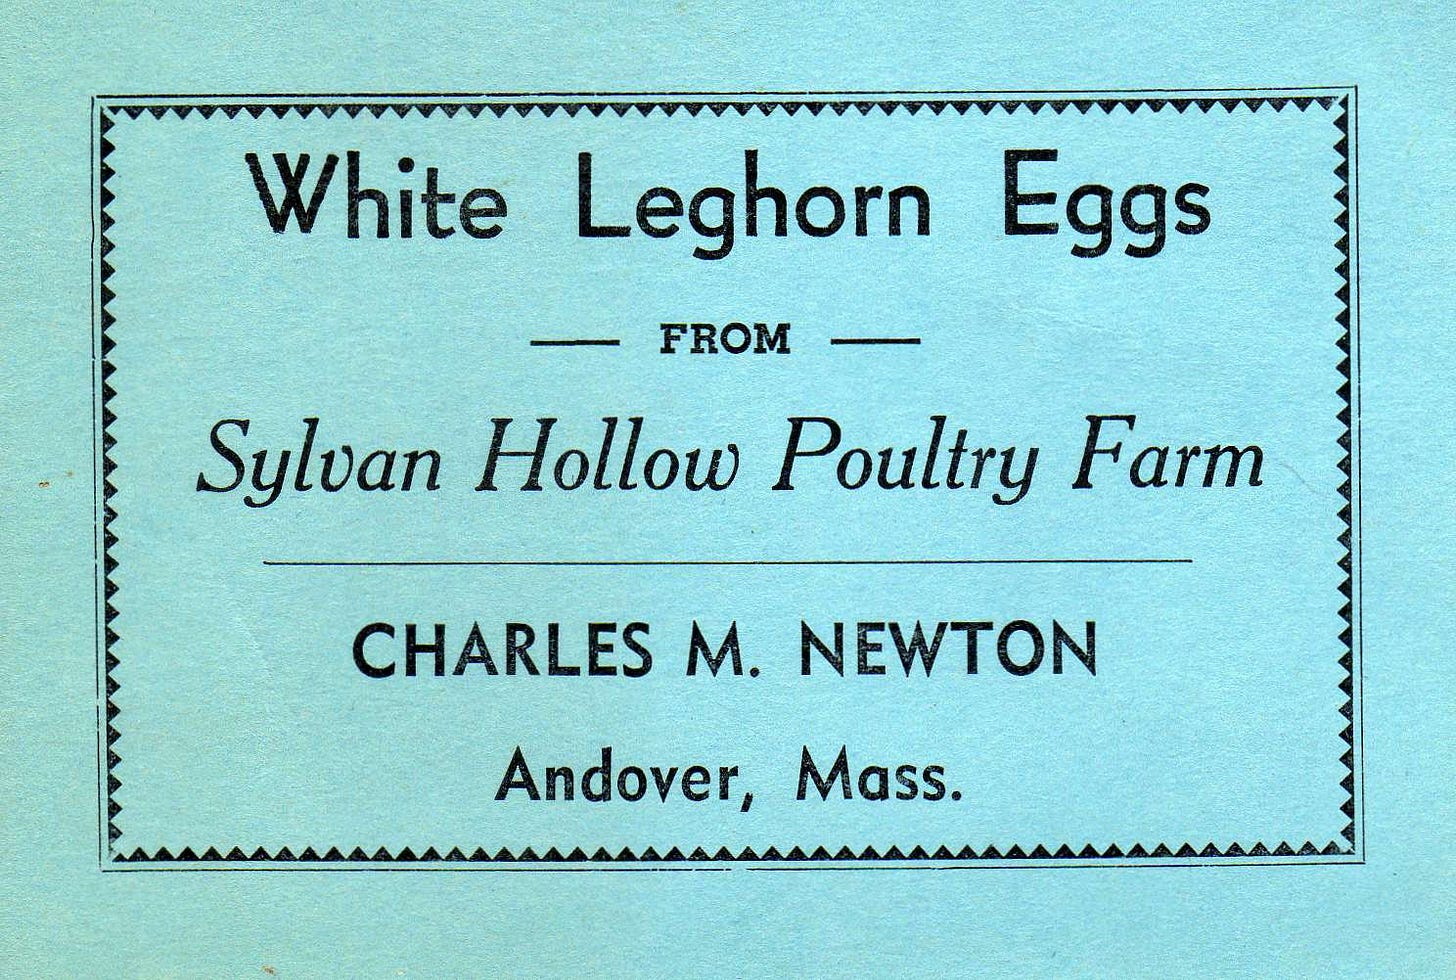 White Leghorn Eggs
— FROM —
Sylvan Hollow Poultry Farm
CHARLES M. NEWTON
Andover, Mass.